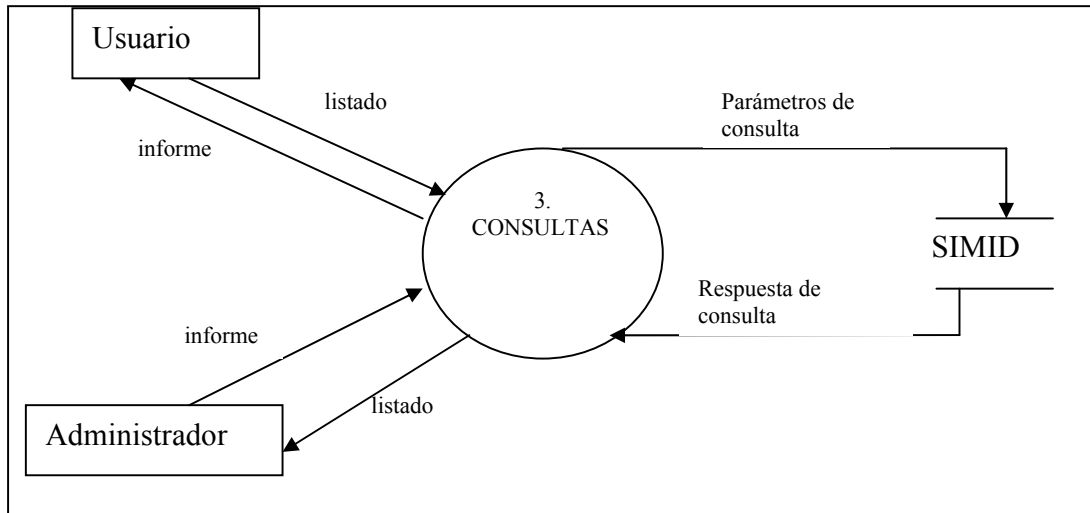 Usuario
listado
informe
Parámetros de
consulta
3.
CONSULTAS
SIMID
Respuesta de
consulta
informe
listado
Administrador